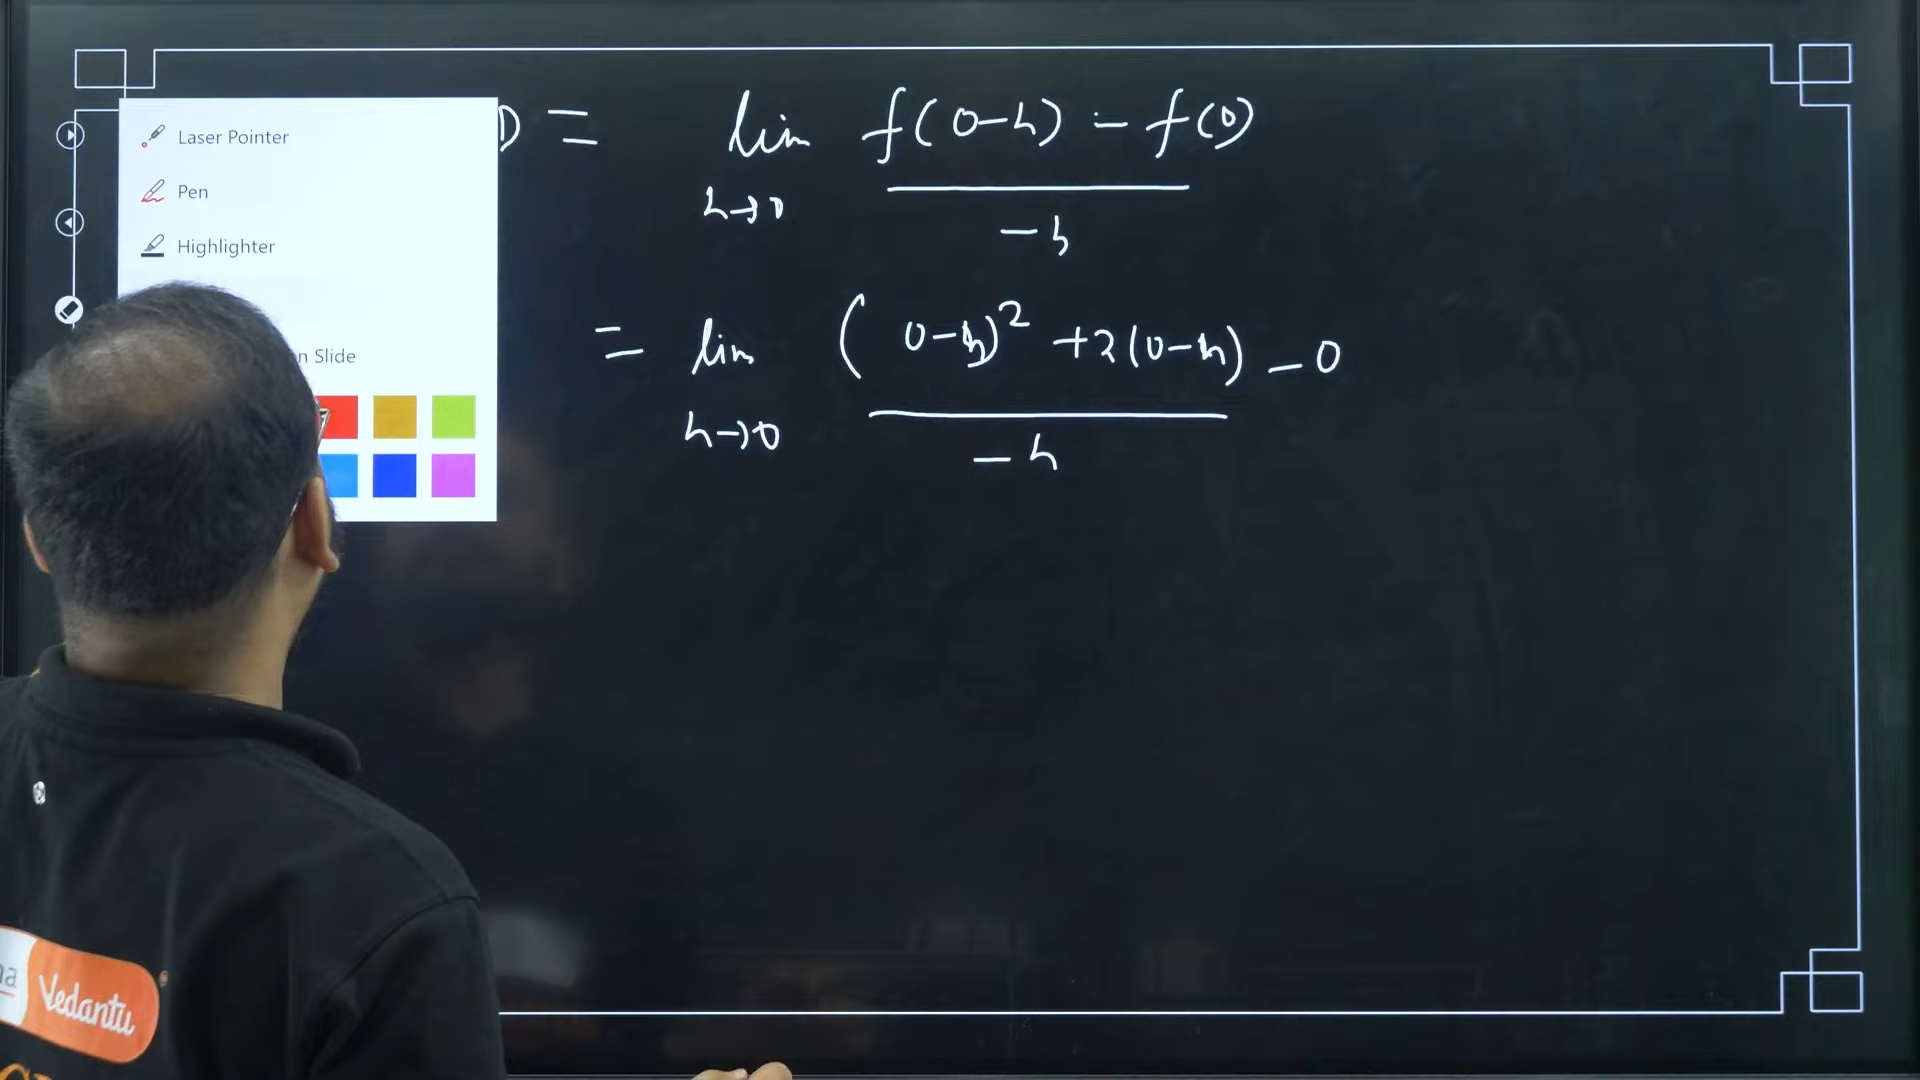 Laser Pointer
Pen
Highlighter
n Slide
D = lim f(0-h) - f(0)
h→0 -h
= lim (0-h)² + 2(0-h) - 0
h→0 -h
Vedantu